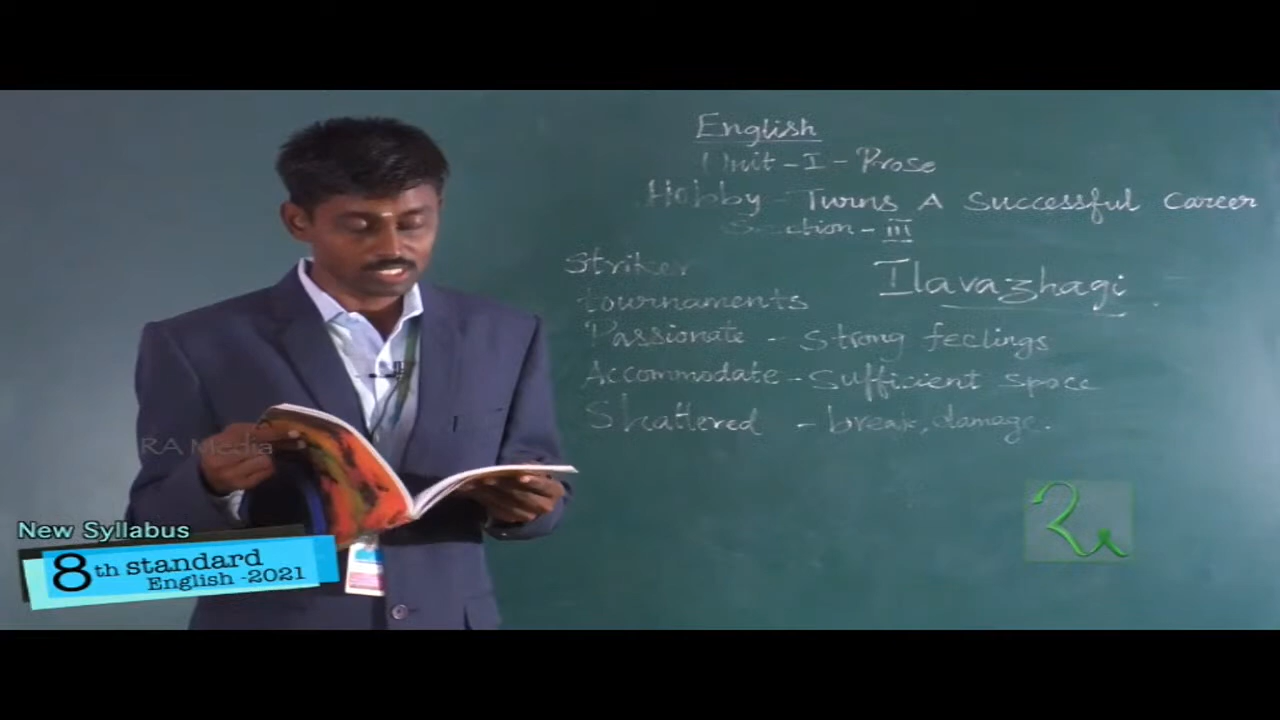 English
Unit - I - Prose
Hobby - Turns A Successful Career
Section - III
Striker
Ilavazhagi
tournaments
Passionate - Strong feelings
Accommodate - Sufficient space
Shattered - break, damage.
RA Media
New Syllabus
8th standard
English -2021